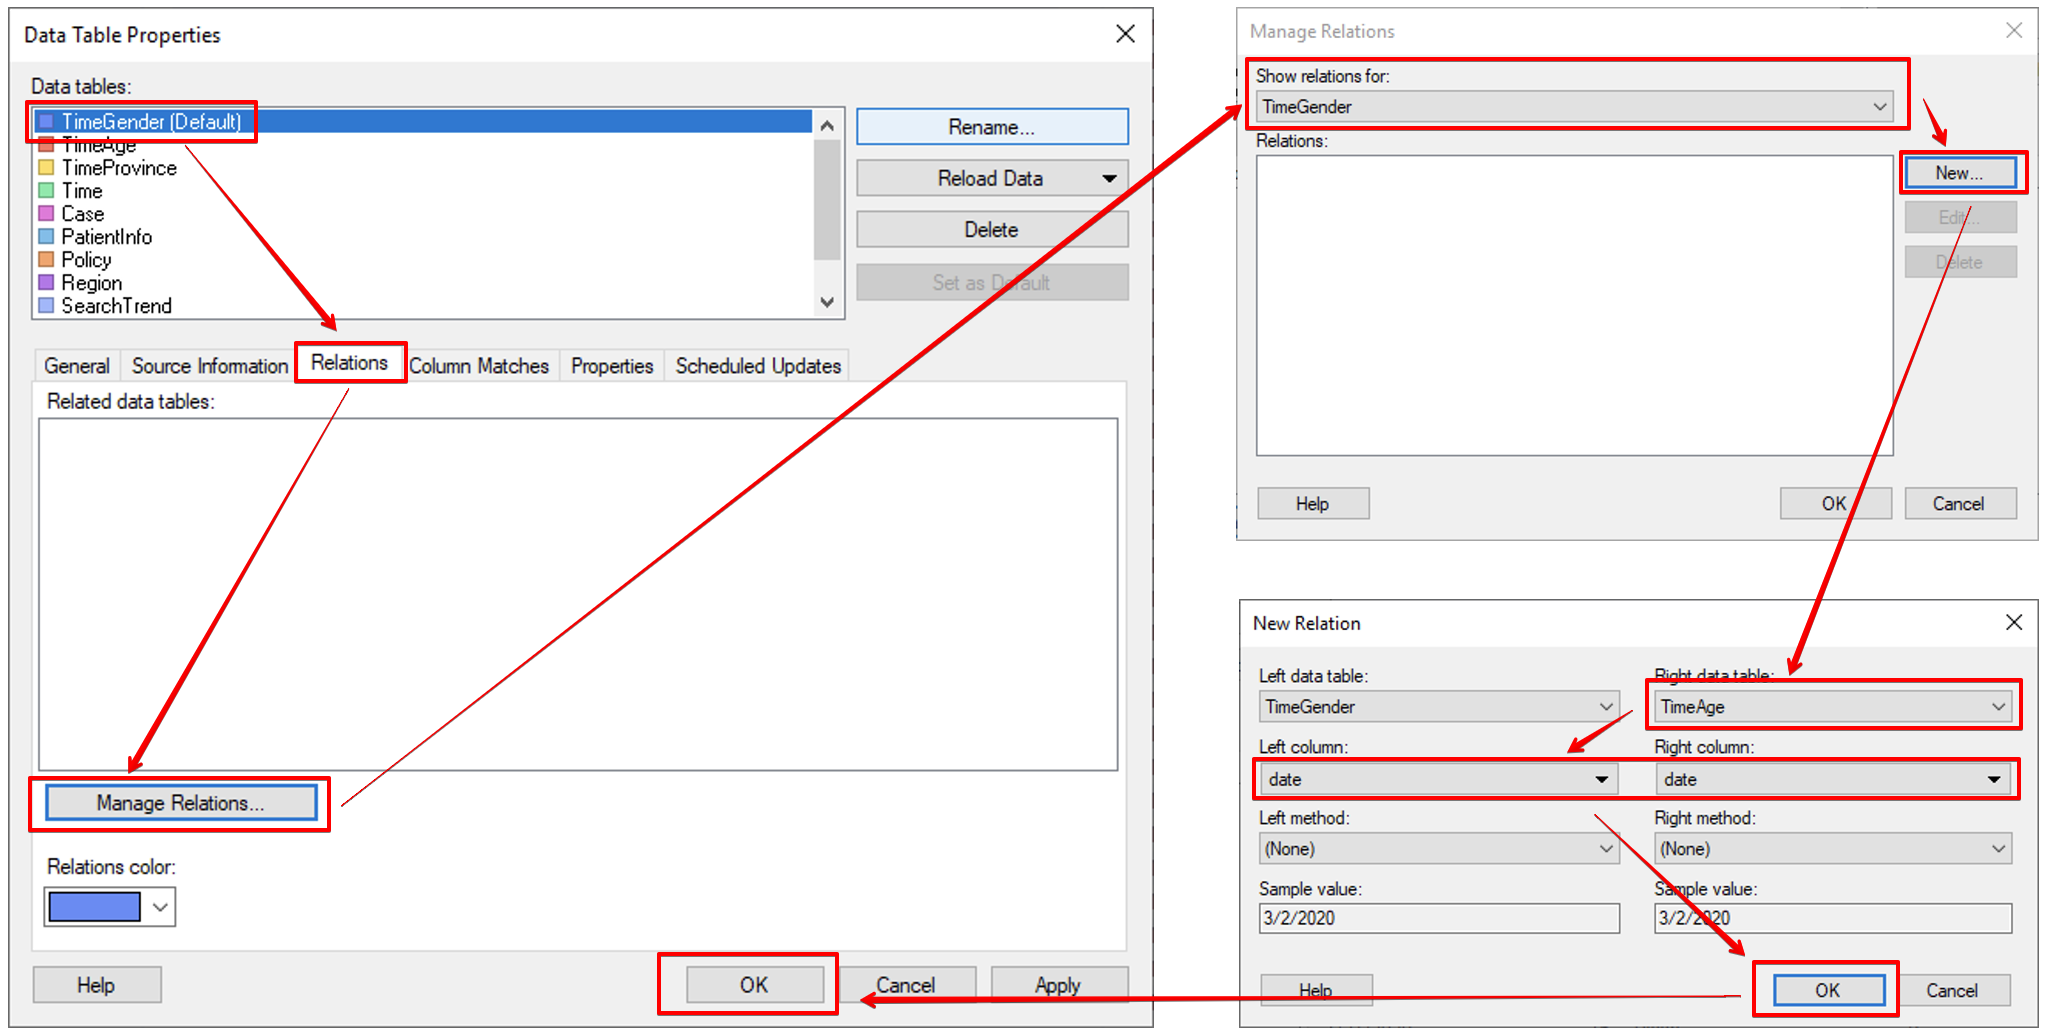 Data Table Properties
Data tables:
TimeGender (Default)
TimeAge
TimeProvince
Time
Case
PatientInfo
Policy
Region
SearchTrend
Rename...
Reload Data
Delete
Set as Default
General Source Information Relations Column Matches Properties Scheduled Updates
Related data tables:
Manage Relations...
Relations color:
Help OK Cancel Apply
Manage Relations
Show relations for:
TimeGender
Relations:
New...
Edit...
Delete
Help OK Cancel
New Relation
Left data table: Right data table:
TimeGender TimeAge
Left column: Right column:
date date
Left method: Right method:
(None) (None)
Sample value: Sample value:
3/2/2020 3/2/2020
Help OK Cancel